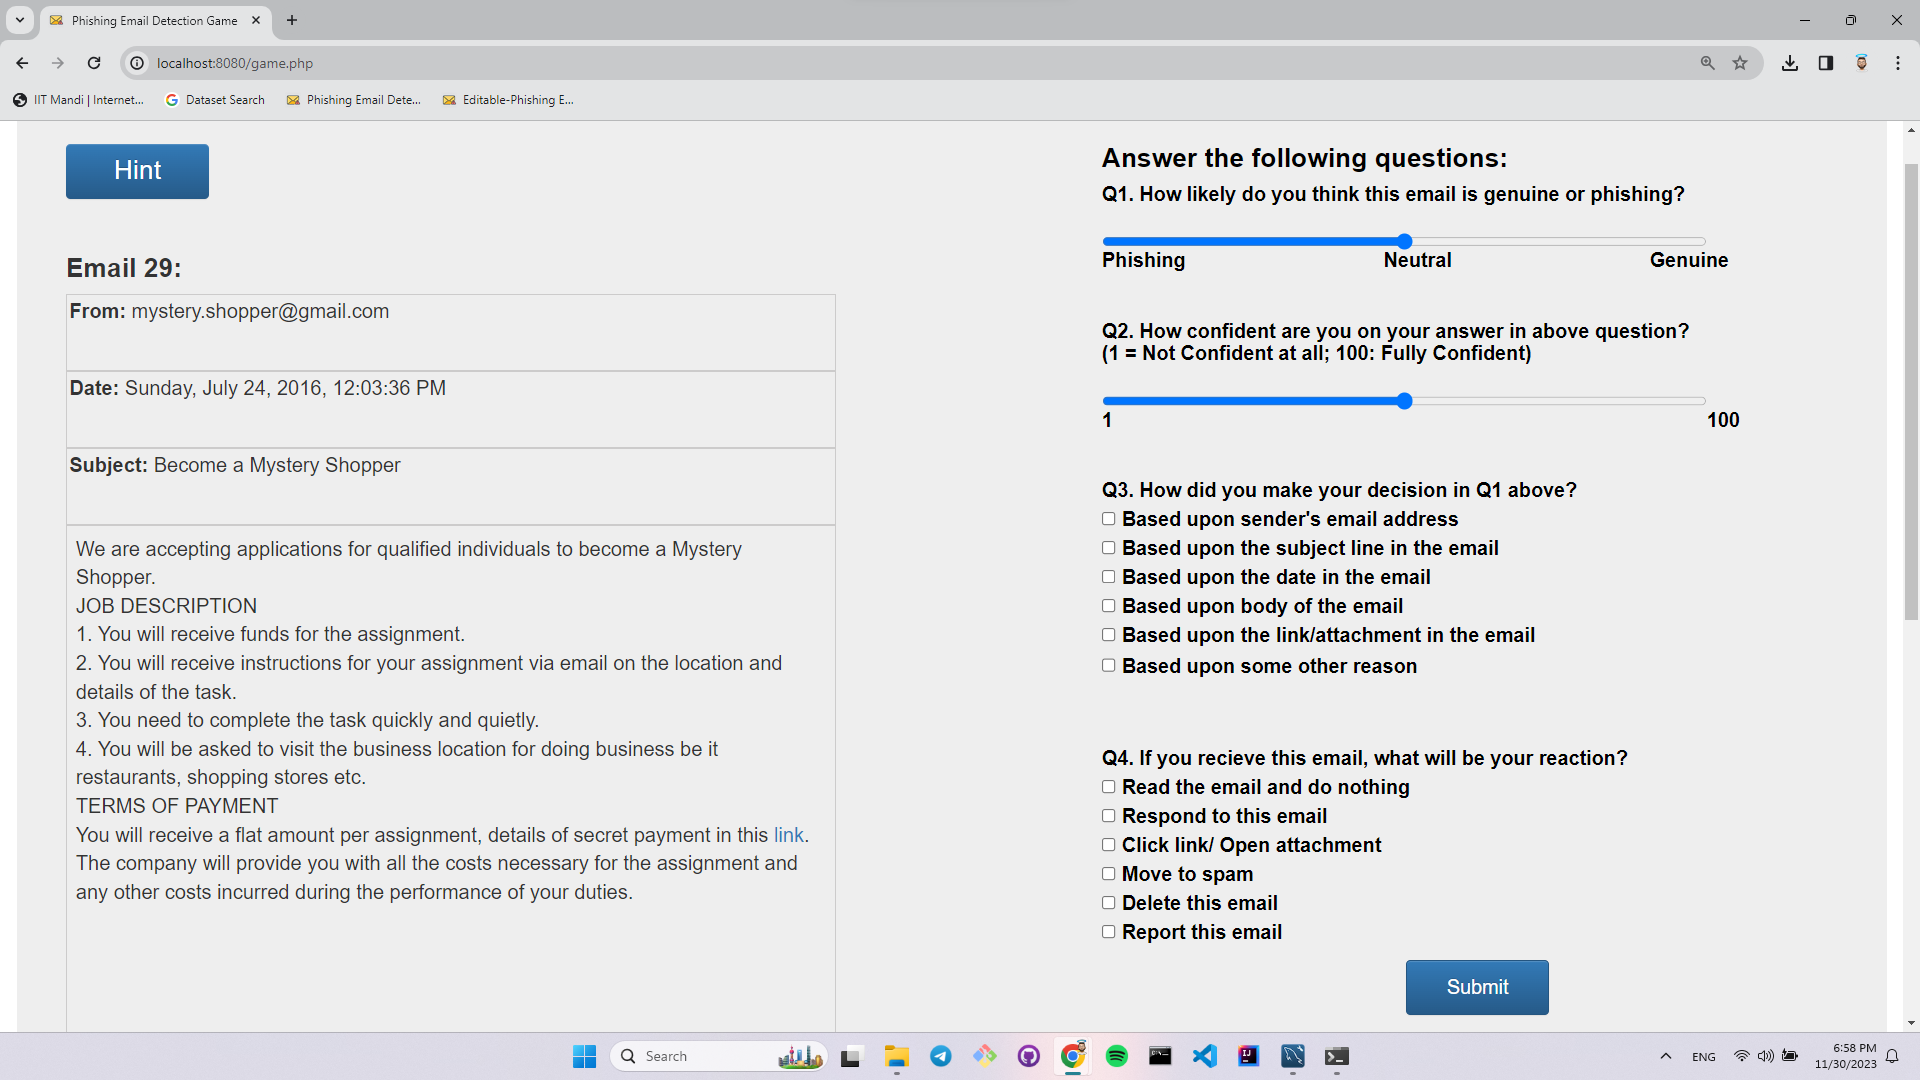 Phishing Email Detection Game
localhost:8080/game.php
IIT Mandi | Internet...
Dataset Search
Phishing Email Dete...
Editable-Phishing E...
Hint
Email 29:
From: mystery.shopper@gmail.com
Date: Sunday, July 24, 2016, 12:03:36 PM
Subject: Become a Mystery Shopper
We are accepting applications for qualified individuals to become a Mystery
Shopper.
JOB DESCRIPTION
1. You will receive funds for the assignment.
2. You will receive instructions for your assignment via email on the location and
details of the task.
3. You need to complete the task quickly and quietly.
4. You will be asked to visit the business location for doing business be it
restaurants, shopping stores etc.
TERMS OF PAYMENT
You will receive a flat amount per assignment, details of secret payment in this link.
The company will provide you with all the costs necessary for the assignment and
any other costs incurred during the performance of your duties.
Answer the following questions:
Q1. How likely do you think this email is genuine or phishing?
Phishing Neutral Genuine
Q2. How confident are you on your answer in above question?
(1 = Not Confident at all; 100: Fully Confident)
1 100
Q3. How did you make your decision in Q1 above?
Based upon sender's email address
Based upon the subject line in the email
Based upon the date in the email
Based upon body of the email
Based upon the link/attachment in the email
Based upon some other reason
Q4. If you recieve this email, what will be your reaction?
Read the email and do nothing
Respond to this email
Click link/ Open attachment
Move to spam
Delete this email
Report this email
Submit
Search
IJ
ENG
6:58 PM
11/30/2023